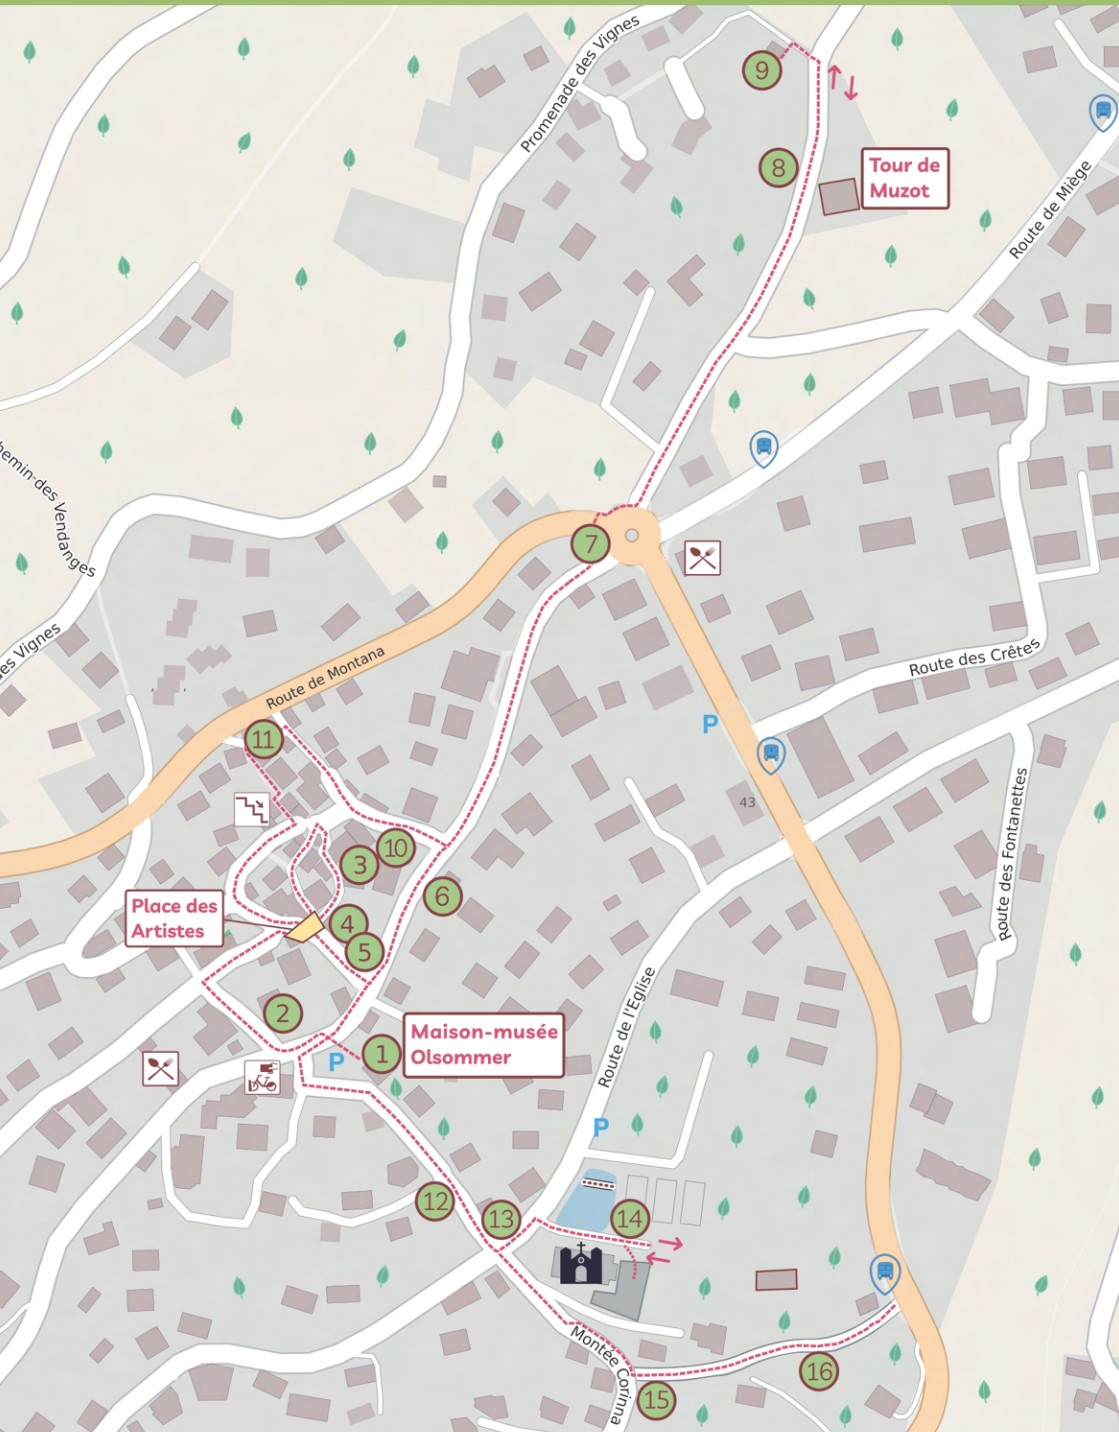 Promenade des Vignes
9
8
Tour de
Muzot
Route de Miège
hemin des Vendanges
7
des Vignes
Route de Montana
Route des Crêtes
P
11
43
Route des Fontanettes
10
3
6
Place des
Artistes
4
5
2
Route de l'Eglise
Maison-musée
Olsommer
1
P
P
12
13
14
Montée Corinna
15
16